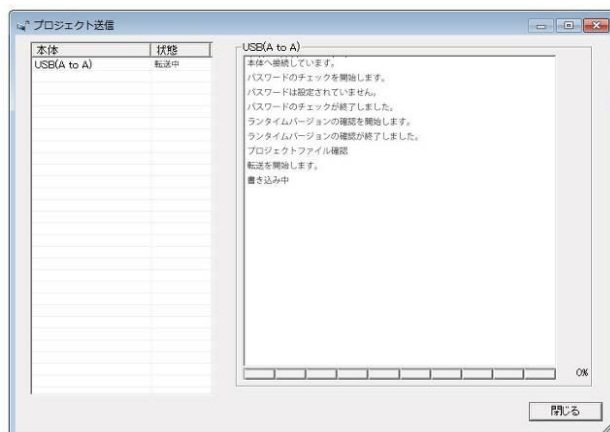 プロジェクト送信
本体 状態
USB(A to A) 転送中
USB(A to A)
本体へ接続しています。
パスワードのチェックを開始します。
パスワードは設定されていません。
パスワードのチェックが終了しました。
ランタイムバージョンの確認を開始します。
ランタイムバージョンの確認が終了しました。
プロジェクトファイル確認
転送を開始します。
書き込み中
0%
閉じる